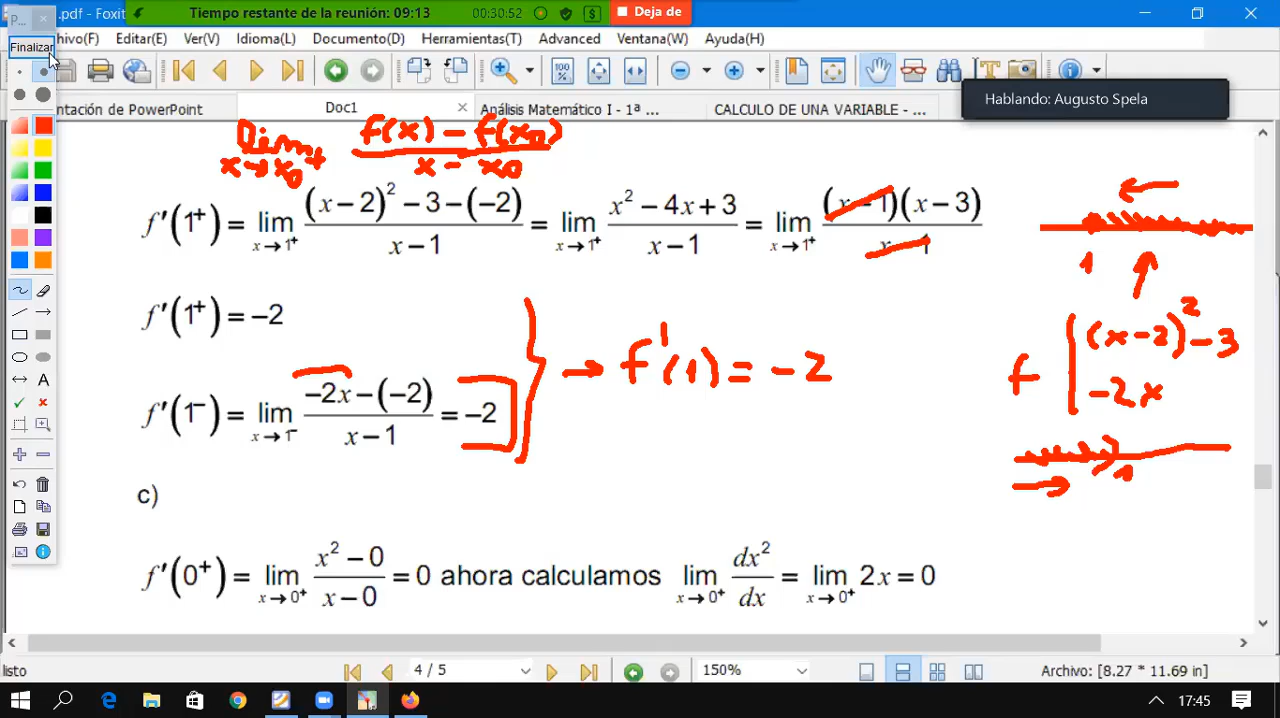 P...
.pdf - Foxit
Tiempo restante de la reunión: 09:13
00:30:52
Deja de
Finalizar
hivo(F) Editar(E) Ver(V) Idioma(L) Documento(D) Herramientas(T) Advanced Ventana(W) Ayuda(H)
Hablando: Augusto Spela
entación de PowerPoint
Doc1
Análisis Matemático I - 1ª ...
CALCULO DE UNA VARIABLE - ...
lim x→x₀⁺ (f(x) - f(x₀))/(x - x₀)
f′(1⁺) = lim x→1⁺ ((x−2)² −3−(−2))/(x−1) = lim x→1⁺ (x² − 4x + 3)/(x−1) = lim x→1⁺ ((x−1)(x−3))/(x−1)
1
f′(1⁺) = −2
f (x-2)² -3
-2x
→ f'(1) = -2
f′(1⁻) = lim x→1⁻ (−2x−(−2))/(x−1) = −2
1
c)
f′(0⁺) = lim x→0⁺ (x² − 0)/(x − 0) = 0 ahora calculamos lim x→0⁺ dx²/dx = lim x→0⁺ 2x = 0
listo
4 / 5
150%
Archivo: [8.27 * 11.69 in]
17:45